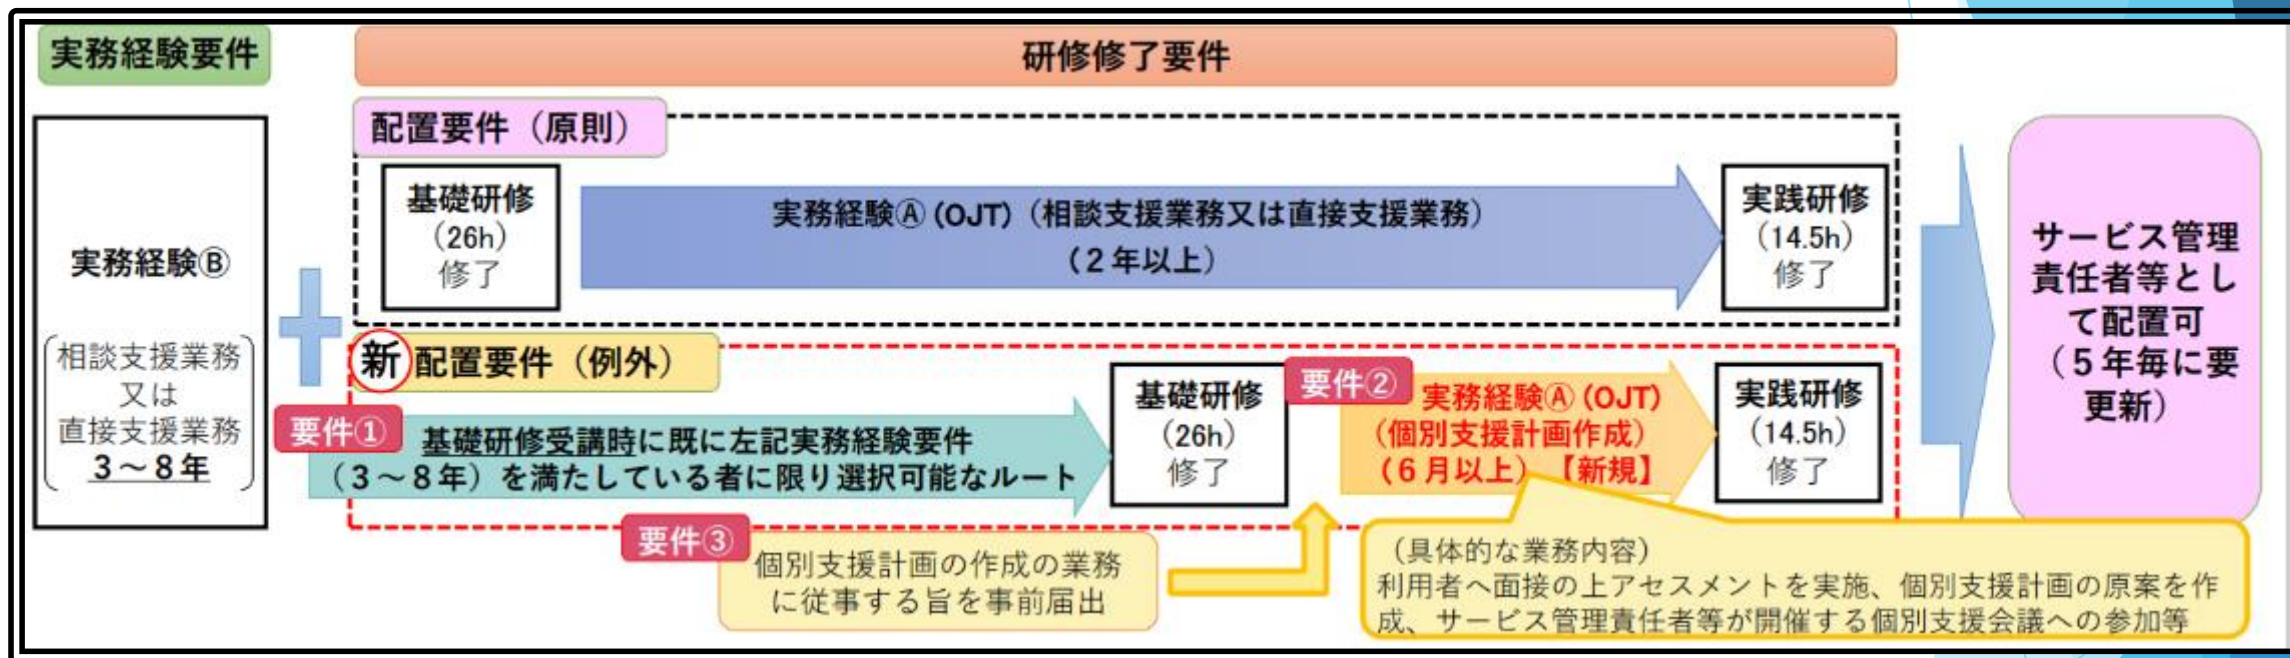 実務経験要件
研修修了要件
実務経験Ⓑ
相談支援業務
又は
直接支援業務
3～8年
配置要件（原則）
基礎研修
（26h）
修了
実務経験Ⓐ (OJT)（相談支援業務又は直接支援業務）
（２年以上）
実践研修
（14.5h）
修了
新 配置要件（例外）
要件①
基礎研修受講時に既に左記実務経験要件
（３～８年）を満たしている者に限り選択可能なルート
基礎研修
（26h）
修了
要件②
実務経験Ⓐ (OJT)
（個別支援計画作成）
（６月以上）【新規】
実践研修
（14.5h）
修了
要件③
個別支援計画の作成の業務
に従事する旨を事前届出
（具体的な業務内容）
利用者へ面接の上アセスメントを実施、個別支援計画の原案を作
成、サービス管理責任者等が開催する個別支援会議への参加等
サービス管理
責任者等とし
て配置可
（５年毎に要
更新）